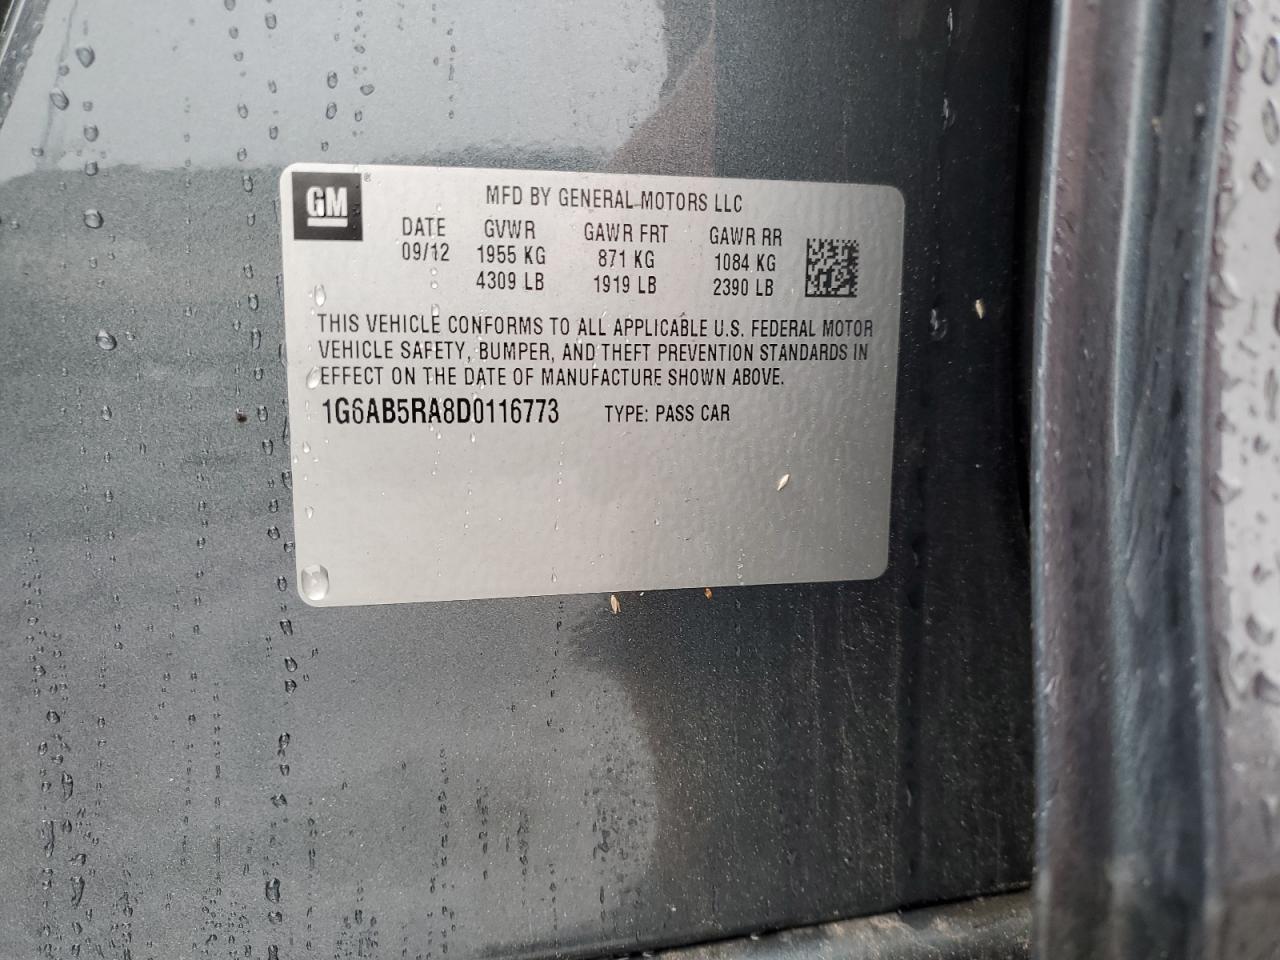 GM ®
MFD BY GENERAL MOTORS LLC
DATE GVWR GAWR FRT GAWR RR
09/12 1955 KG 871 KG 1084 KG
4309 LB 1919 LB 2390 LB
THIS VEHICLE CONFORMS TO ALL APPLICABLE U.S. FEDERAL MOTOR
VEHICLE SAFETY, BUMPER, AND THEFT PREVENTION STANDARDS IN
EFFECT ON THE DATE OF MANUFACTURE SHOWN ABOVE.
1G6AB5RA8D0116773 TYPE: PASS CAR